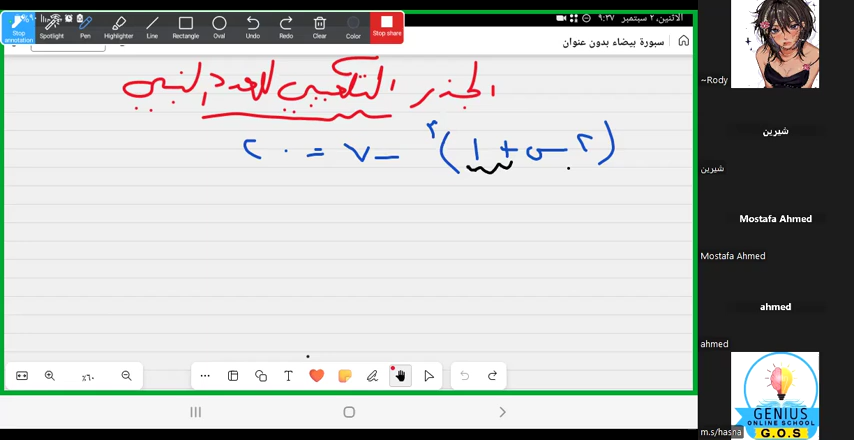 الاثنين، ٢ سبتمبر ٩:٣٧
Stop annotation Spotlight Pen Highlighter Line Rectangle Oval Undo Redo Clear Color Stop share
سبورة بيضاء بدون عنوان
الجذر التكعيبي للعدد النسبي
(٢س + ١)^٣ − ٧ = ٢٠
٪٦٠
T
~Rody
شيرين
شيرين
Mostafa Ahmed
Mostafa Ahmed
ahmed
ahmed
GENIUS
ONLINE SCHOOL
G.O.S
m.s/hasna